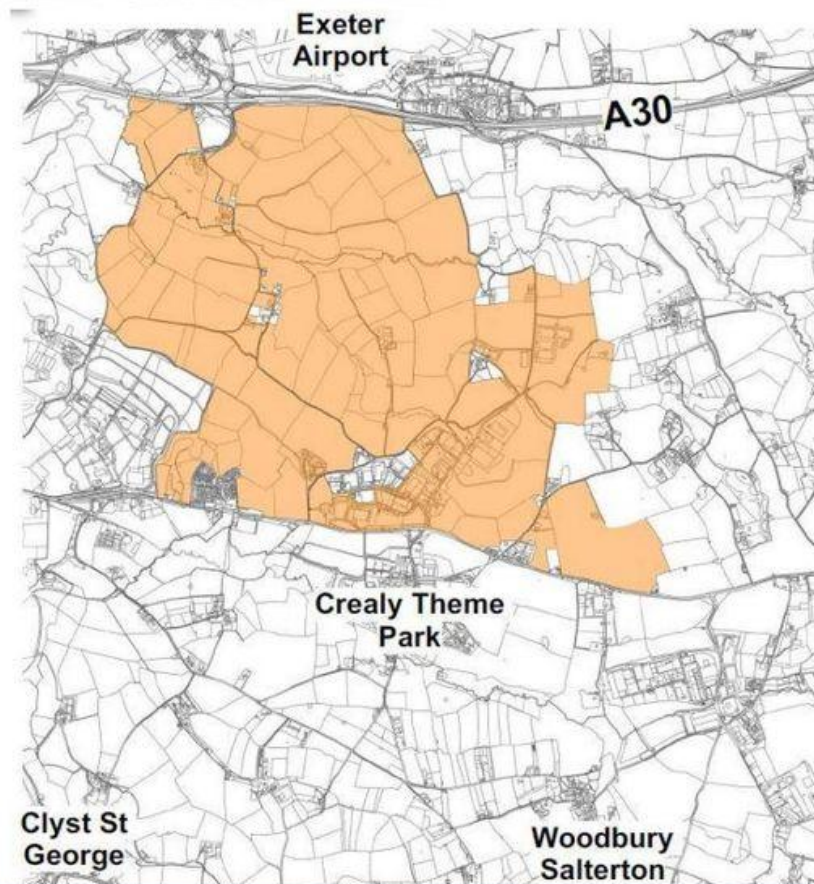 Exeter
Airport
A30
Crealy Theme
Park
Clyst St
George
Woodbury
Salterton